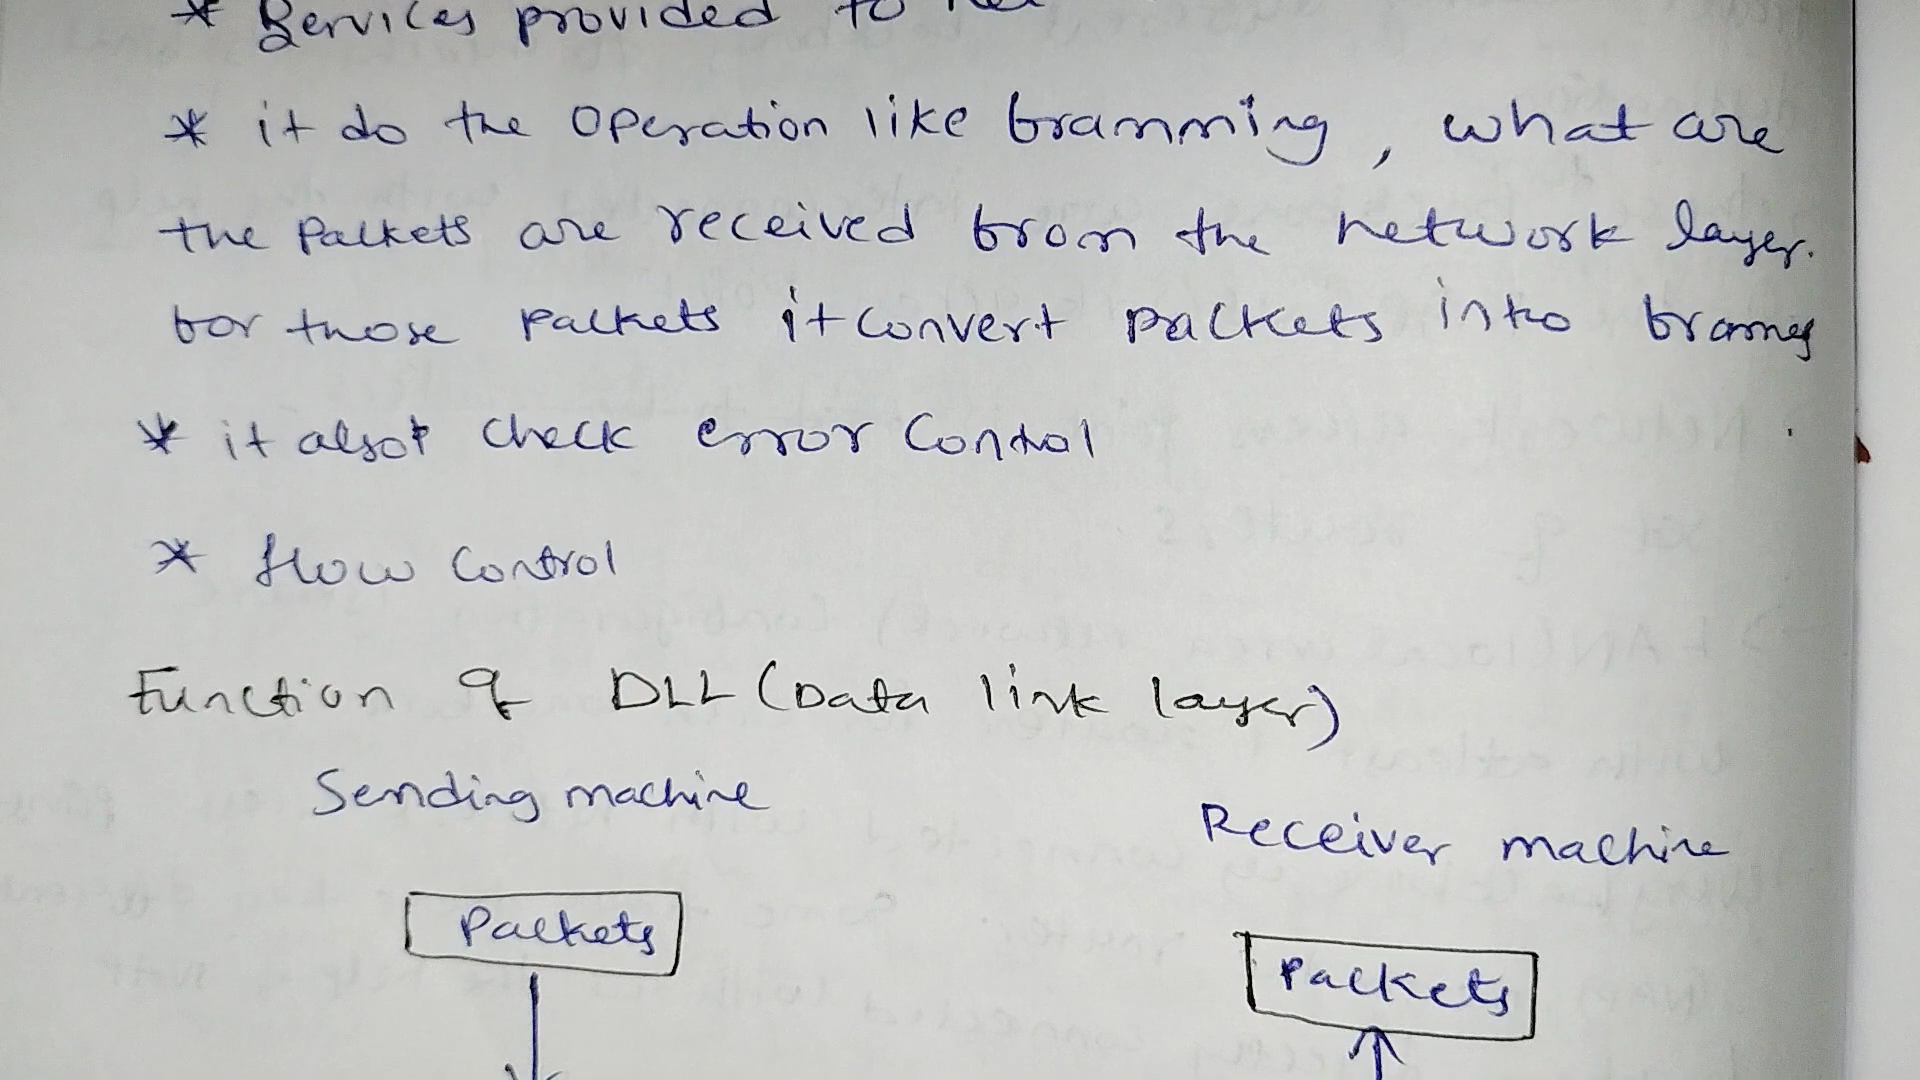 * Services provided to
* it do the operation like framming, what are
the Packets are received from the network layer.
for those packets it convert packets into frames
* it also check error control
* flow control
Function of DLL (Data link layer)
Sending machine
Receiver machine
Packets
Packets